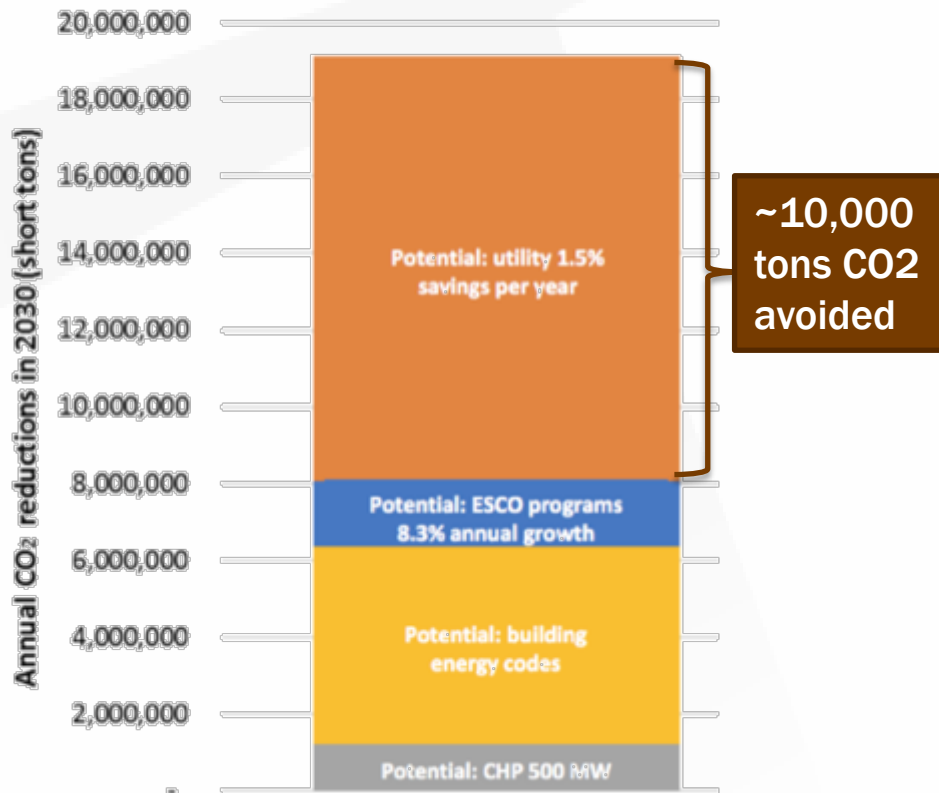 20,000,000
18,000,000
16,000,000
14,000,000
12,000,000
10,000,000
8,000,000
6,000,000
4,000,000
2,000,000
-
Annual CO₂ reductions in 2030 (short tons)
Potential: utility 1.5%
savings per year
Potential: ESCO programs
8.3% annual growth
Potential: building
energy codes
Potential: CHP 500 MW
~10,000
tons CO2
avoided